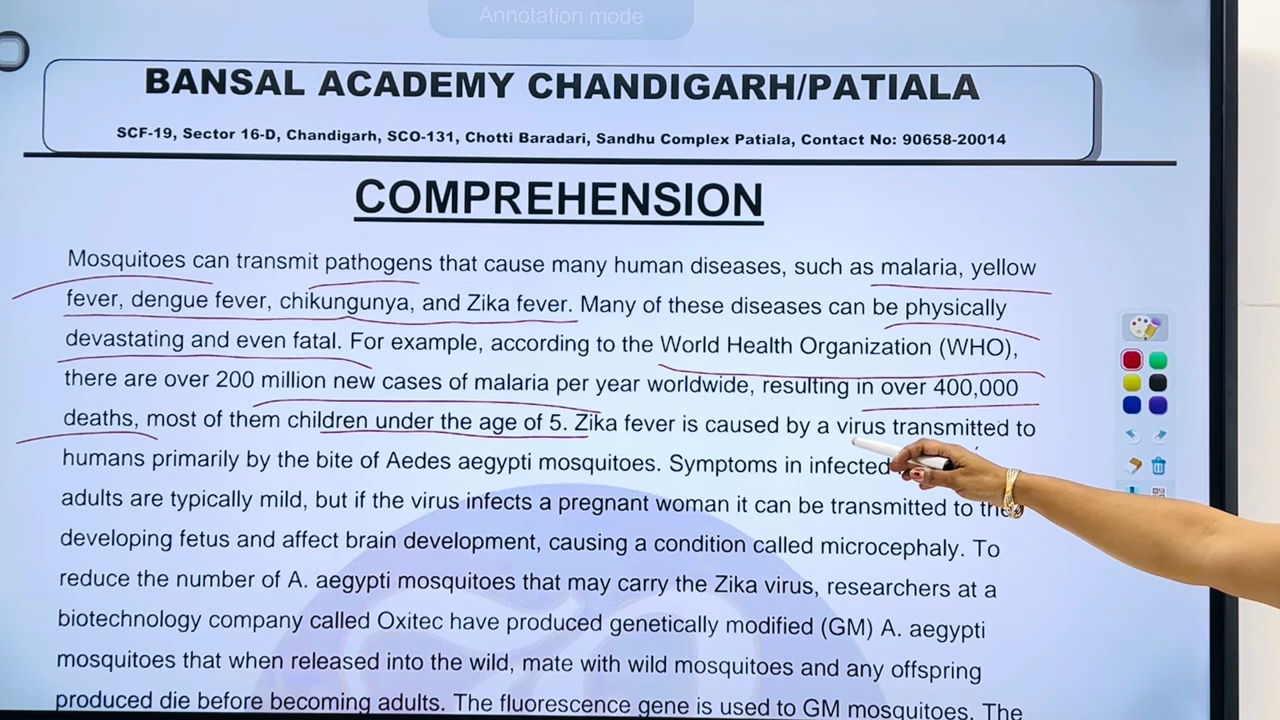 Annotation mode
BANSAL ACADEMY CHANDIGARH/PATIALA
SCF-19, Sector 16-D, Chandigarh, SCO-131, Chotti Baradari, Sandhu Complex Patiala, Contact No: 90658-20014
COMPREHENSION
Mosquitoes can transmit pathogens that cause many human diseases, such as malaria, yellow
fever, dengue fever, chikungunya, and Zika fever. Many of these diseases can be physically
devastating and even fatal. For example, according to the World Health Organization (WHO),
there are over 200 million new cases of malaria per year worldwide, resulting in over 400,000
deaths, most of them children under the age of 5. Zika fever is caused by a virus transmitted to
humans primarily by the bite of Aedes aegypti mosquitoes. Symptoms in infected
adults are typically mild, but if the virus infects a pregnant woman it can be transmitted to the
developing fetus and affect brain development, causing a condition called microcephaly. To
reduce the number of A. aegypti mosquitoes that may carry the Zika virus, researchers at a
biotechnology company called Oxitec have produced genetically modified (GM) A. aegypti
mosquitoes that when released into the wild, mate with wild mosquitoes and any offspring
produced die before becoming adults. The fluorescence gene is used to GM mosquitoes. The